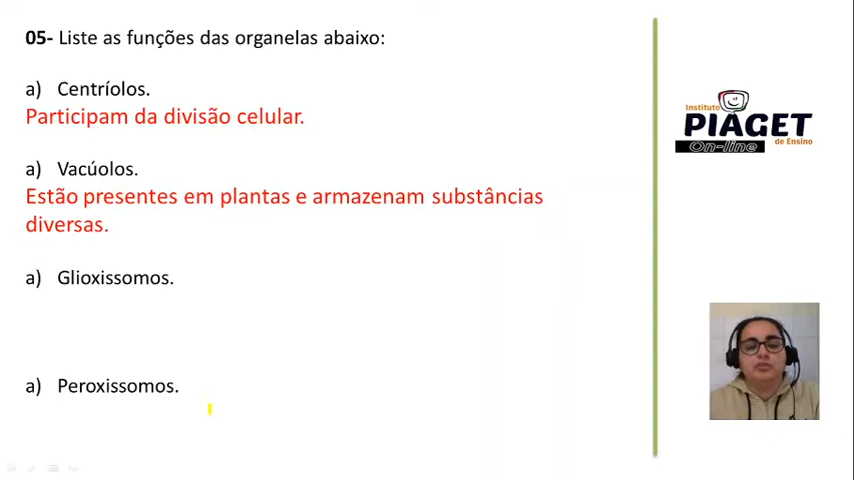 05- Liste as funções das organelas abaixo:
a) Centríolos.
Participam da divisão celular.
a) Vacúolos.
Estão presentes em plantas e armazenam substâncias
diversas.
a) Glioxissomos.
a) Peroxissomos.
Instituto
PIAGET
de Ensino
On-line